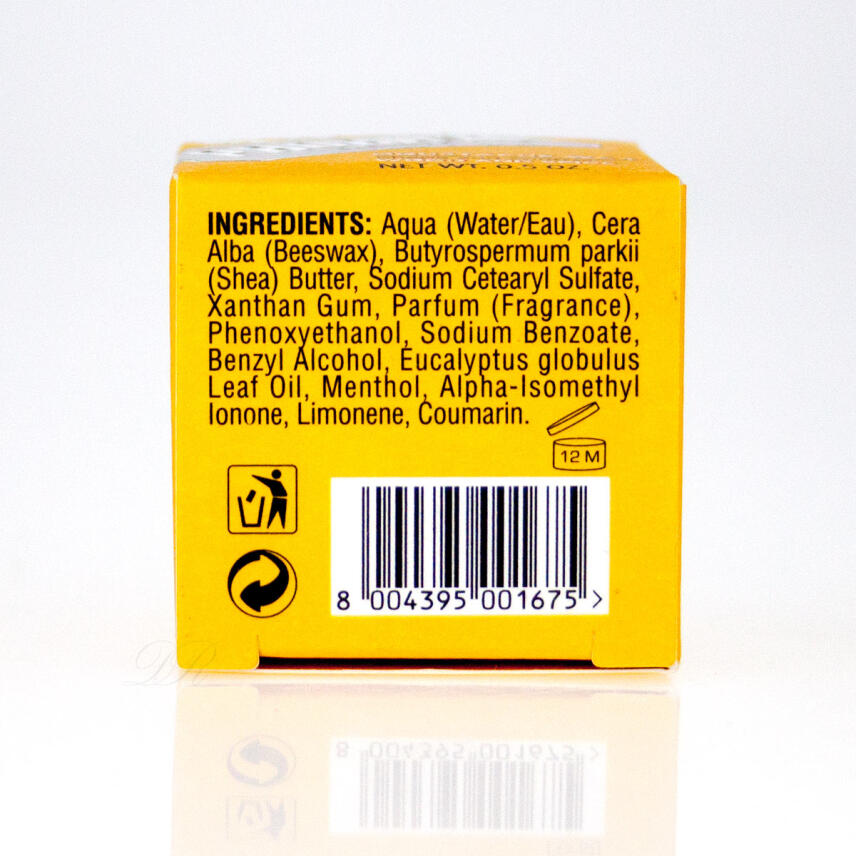 NET WT. 0.5 OZ.
INGREDIENTS: Aqua (Water/Eau), Cera
Alba (Beeswax), Butyrospermum parkii
(Shea) Butter, Sodium Cetearyl Sulfate,
Xanthan Gum, Parfum (Fragrance),
Phenoxyethanol, Sodium Benzoate,
Benzyl Alcohol, Eucalyptus globulus
Leaf Oil, Menthol, Alpha-Isomethyl
Ionone, Limonene, Coumarin.
12 M
8 004395 001675 >
DR